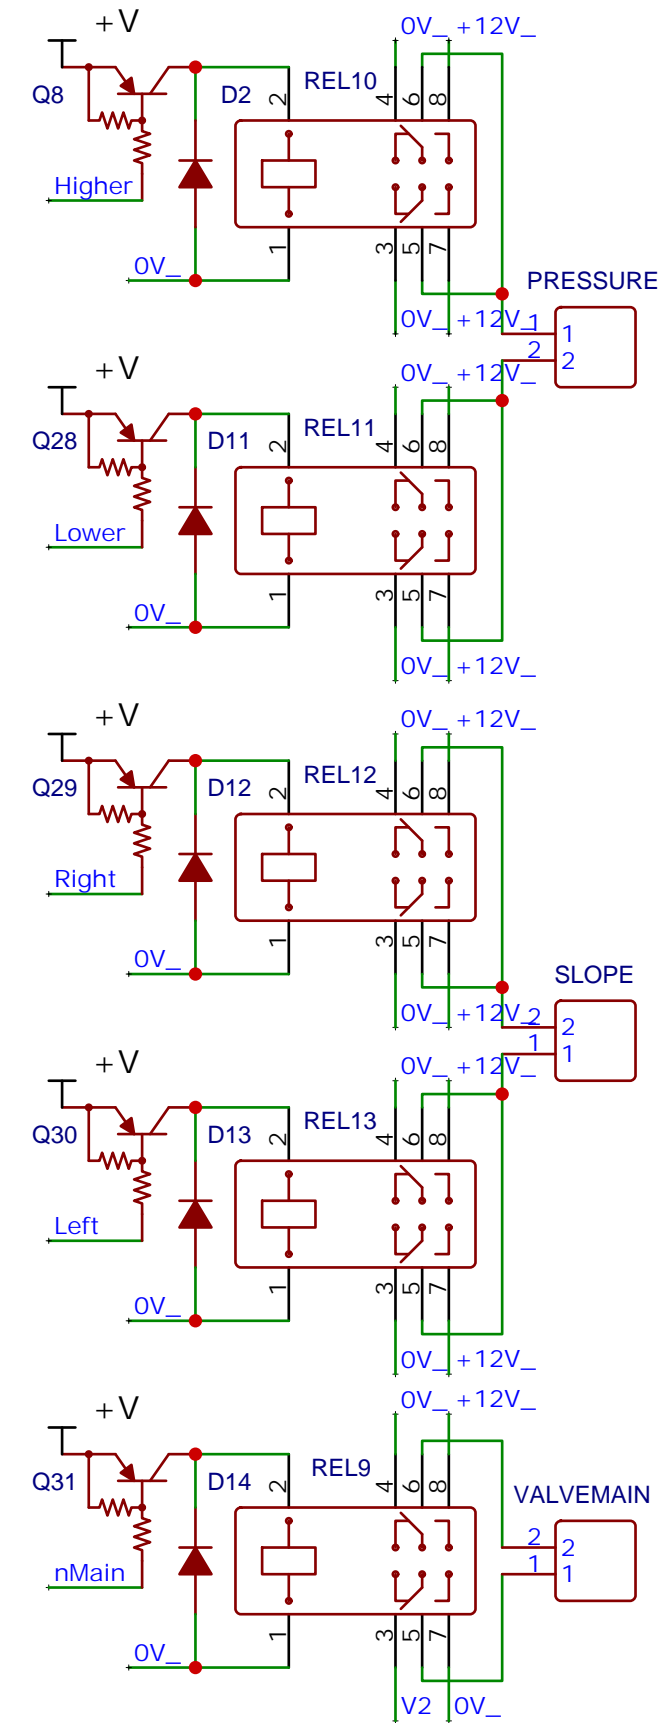 +V
0V_ +12V_
Q8 D2 REL10
2 4 6 8
Higher
1 3 5 7
0V_
PRESSURE
0V_ +12V_
1 1
2 2
+V
0V_ +12V_
Q28 D11 REL11
2 4 6 8
Lower
1 3 5 7
0V_
0V_ +12V_
+V
0V_ +12V_
Q29 D12 REL12
2 4 6 8
Right
1 3 5 7
0V_
SLOPE
0V_ +12V_
2 2
1 1
+V
0V_ +12V_
Q30 D13 REL13
2 4 6 8
Left
1 3 5 7
0V_
0V_ +12V_
+V
0V_ +12V_
Q31 D14 REL9
2 4 6 8
VALVEMAIN
2 2
nMain
1 1
1 3 5 7
0V_
V2 0V_